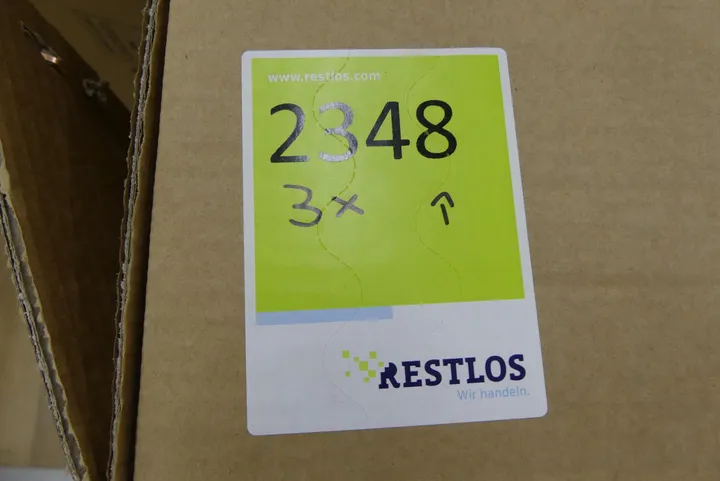 www.restlos.com
2348
3x ↑
RESTLOS
Wir handeln.